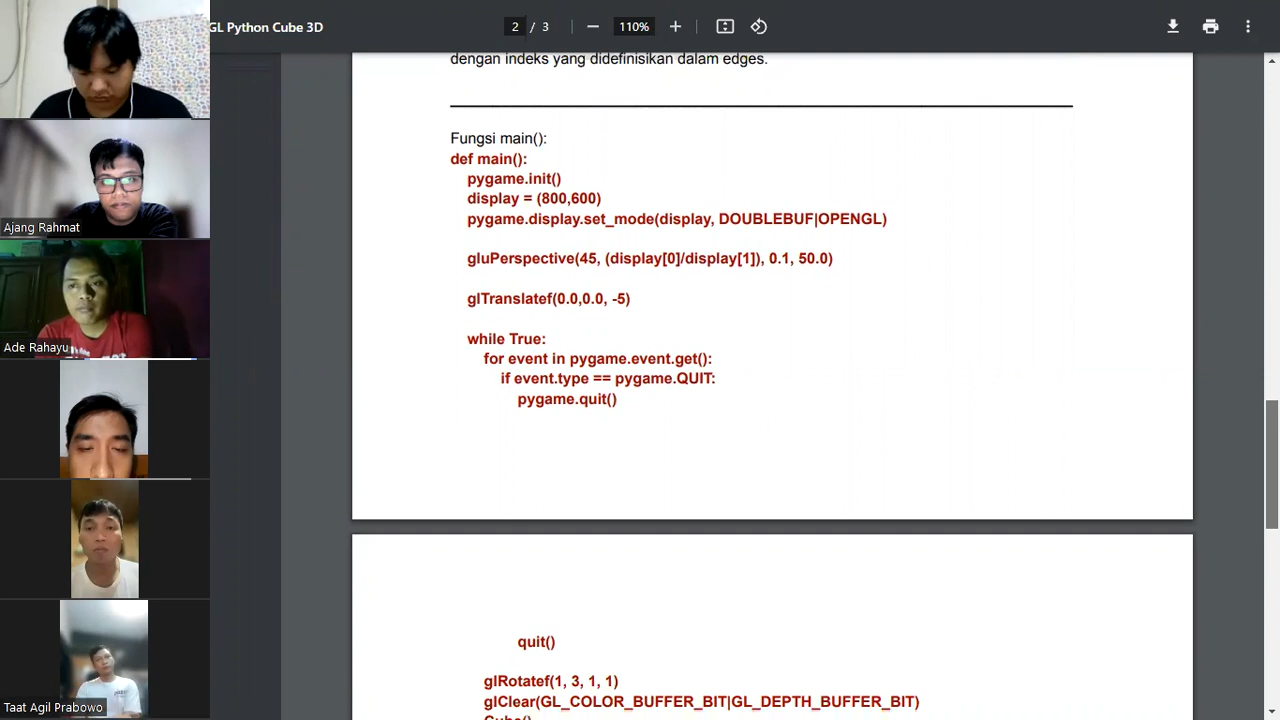 GL Python Cube 3D
2 / 3
110%
dengan indeks yang didefinisikan dalam edges.
Fungsi main():
def main():
pygame.init()
display = (800,600)
pygame.display.set_mode(display, DOUBLEBUF|OPENGL)
gluPerspective(45, (display[0]/display[1]), 0.1, 50.0)
glTranslatef(0.0,0.0, -5)
while True:
for event in pygame.event.get():
if event.type == pygame.QUIT:
pygame.quit()
quit()
glRotatef(1, 3, 1, 1)
glClear(GL_COLOR_BUFFER_BIT|GL_DEPTH_BUFFER_BIT)
Cube()
Ajang Rahmat
Ade Rahayu
Taat Agil Prabowo